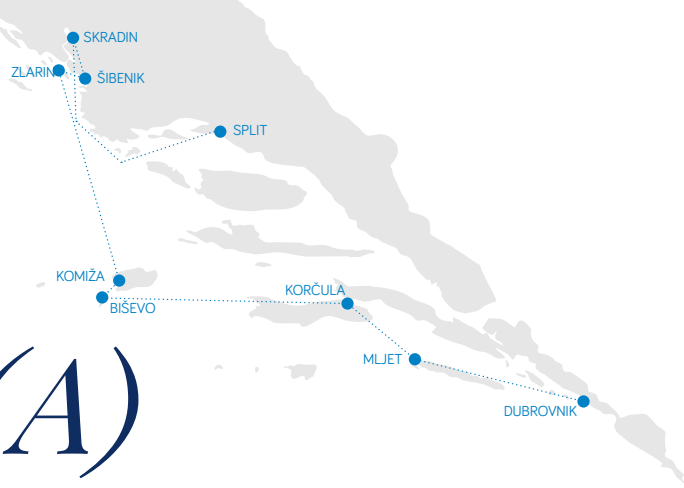 SKRADIN
ZLARIN
ŠIBENIK
SPLIT
KOMIŽA
BIŠEVO
KORČULA
MLJET
DUBROVNIK
(A)